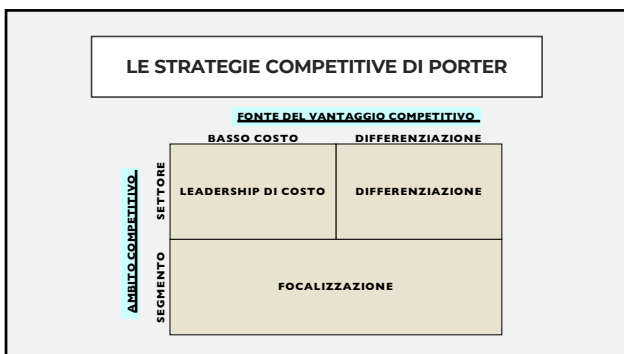 LE STRATEGIE COMPETITIVE DI PORTER
FONTE DEL VANTAGGIO COMPETITIVO
BASSO COSTO DIFFERENZIAZIONE
AMBITO COMPETITIVO
SETTORE
LEADERSHIP DI COSTO DIFFERENZIAZIONE
SEGMENTO
FOCALIZZAZIONE